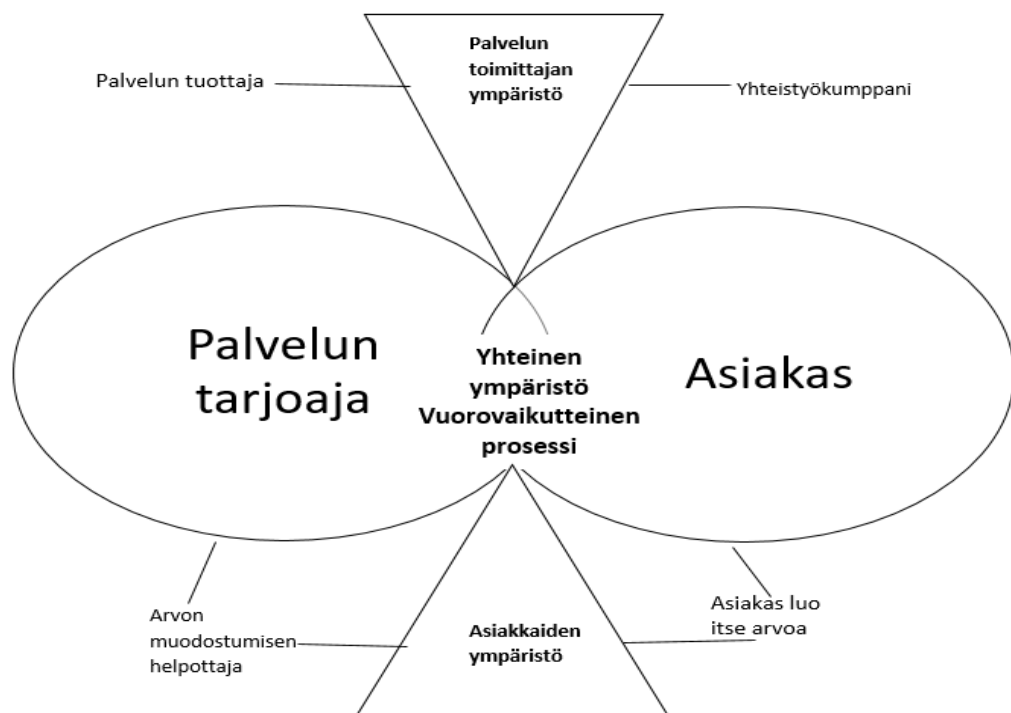 Palvelun
toimittajan
ympäristö
Palvelun tuottaja
Yhteistyökumppani
Palvelun
tarjoaja
Yhteinen
ympäristö
Vuorovaikutteinen
prosessi
Asiakas
Arvon
muodostumisen
helpottaja
Asiakkaiden
ympäristö
Asiakas luo
itse arvoa